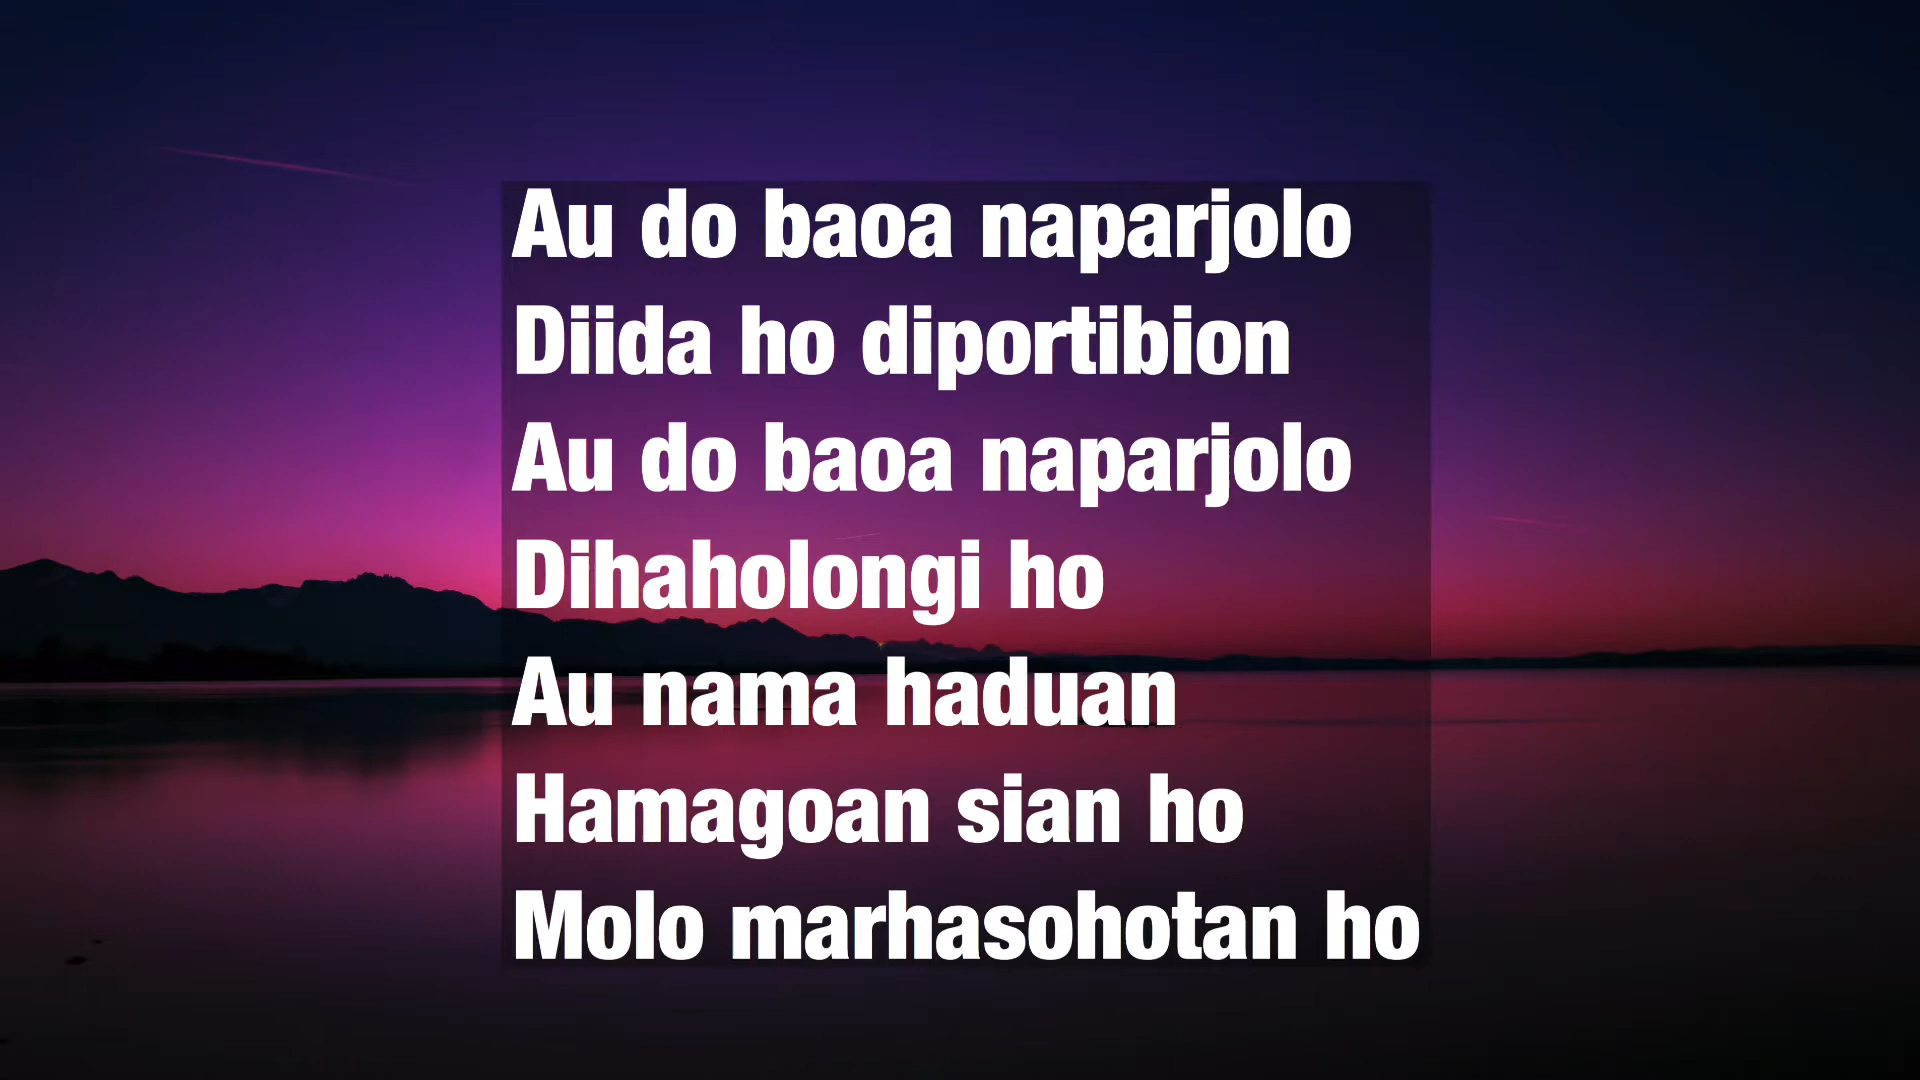 Au do baoa naparjolo
Diida ho diportibion
Au do baoa naparjolo
Dihaholongi ho
Au nama haduan
Hamagoan sian ho
Molo marhasohotan ho